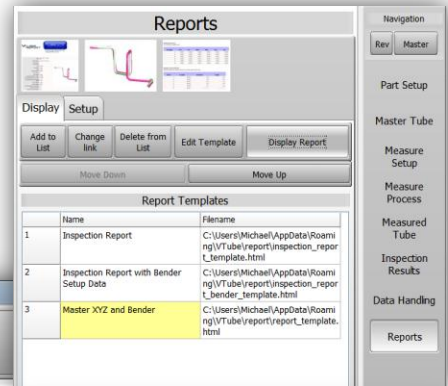 Reports
Display
Setup
Add to
List
Change
link
Delete from
List
Edit Template
Display Report
Move Down
Move Up
Report Templates
Name
Filename
1
Inspection Report
C:\Users\Michael\AppData\Roami
ng\VTube\report\inspection_repor
t_template.html
2
Inspection Report with Bender
Setup Data
C:\Users\Michael\AppData\Roami
ng\VTube\report\inspection_repor
t_bender_template.html
3
Master XYZ and Bender
C:\Users\Michael\AppData\Roami
ng\VTube\report\report_template.
html
Navigation
Rev
Master
Part Setup
Master Tube
Measure
Setup
Measure
Process
Measured
Tube
Inspection
Results
Data Handling
Reports